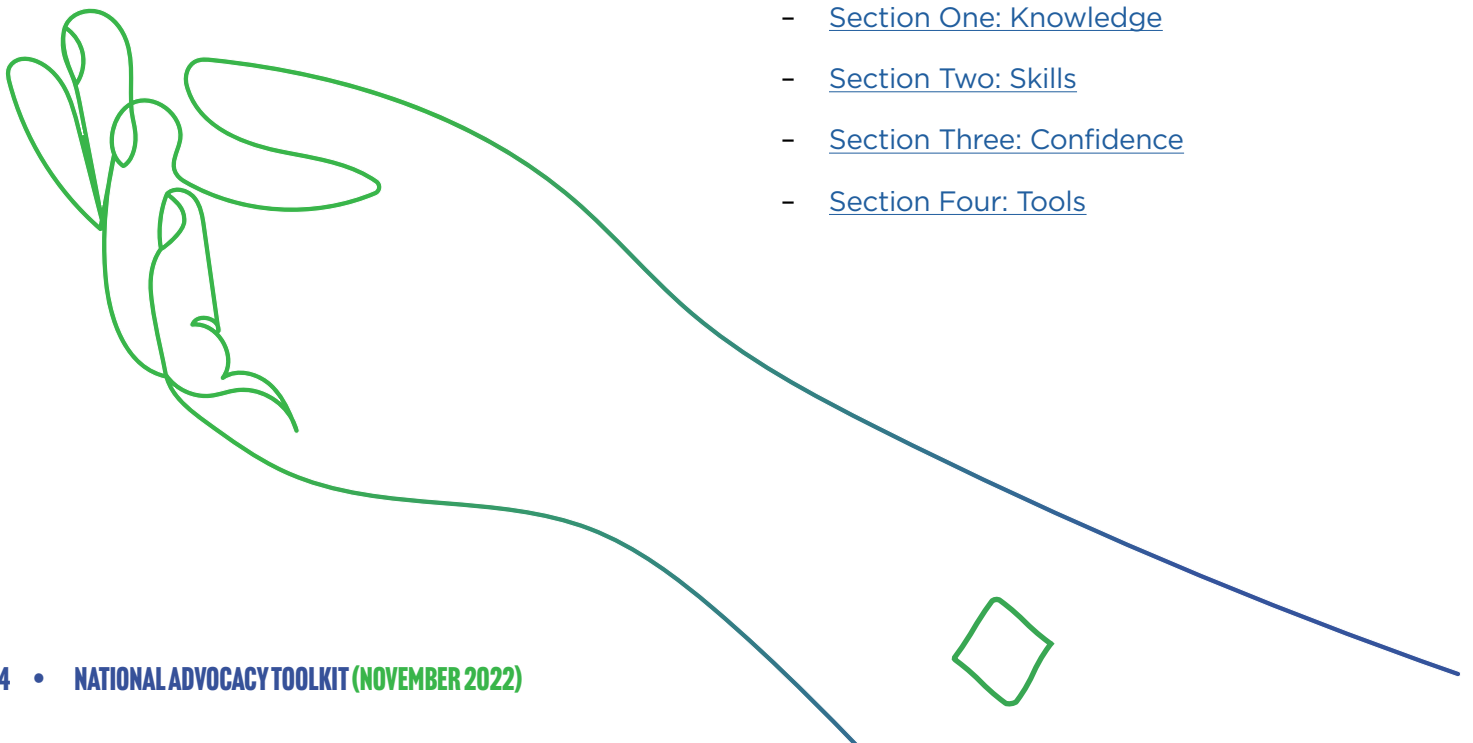 - Section One: Knowledge
- Section Two: Skills
- Section Three: Confidence
- Section Four: Tools
4 • NATIONAL ADVOCACY TOOLKIT (NOVEMBER 2022)